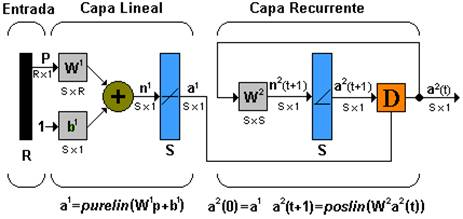 Entrada Capa Lineal Capa Recurrente
P W¹ n¹ a¹ W² n²(t+1) a²(t+1) D a²(t)
R×1 S×R S×1 S×1 S×S S×1 S×1 S×1
1 b¹ +
S×1
R S S
a¹=purelin(W¹p+b¹) a²(0)=a¹ a²(t+1)=poslin(W²a²(t))